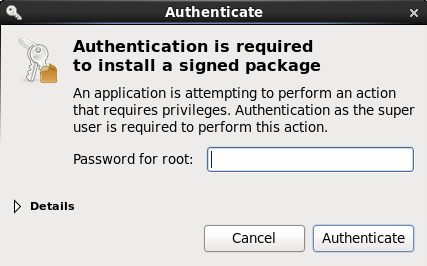 Authenticate
Authentication is required
to install a signed package
An application is attempting to perform an action
that requires privileges. Authentication as the super
user is required to perform this action.
Password for root:
Details
Cancel
Authenticate